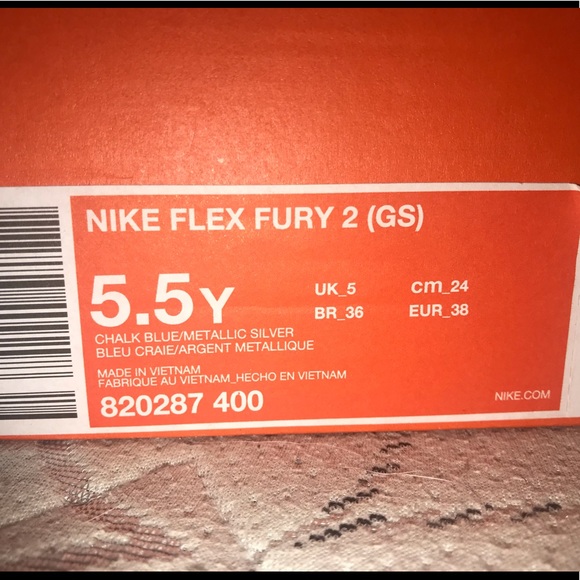 NIKE FLEX FURY 2 (GS)
5.5Y
UK_5 cm_24
BR_36 EUR_38
CHALK BLUE/METALLIC SILVER
BLEU CRAIE/ARGENT METALLIQUE
MADE IN VIETNAM
FABRIQUE AU VIETNAM_HECHO EN VIETNAM
820287 400
NIKE.COM